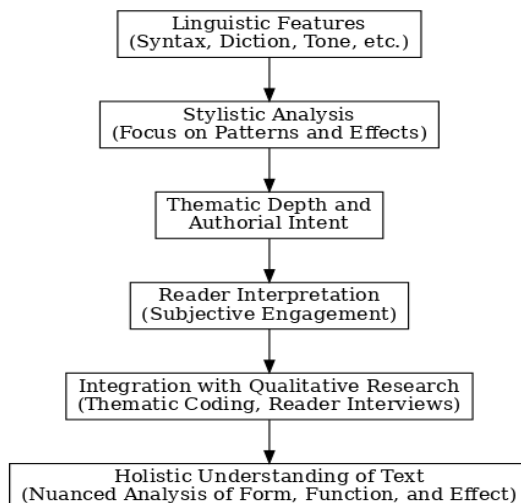 Linguistic Features
(Syntax, Diction, Tone, etc.)
Stylistic Analysis
(Focus on Patterns and Effects)
Thematic Depth and
Authorial Intent
Reader Interpretation
(Subjective Engagement)
Integration with Qualitative Research
(Thematic Coding, Reader Interviews)
Holistic Understanding of Text
(Nuanced Analysis of Form, Function, and Effect)